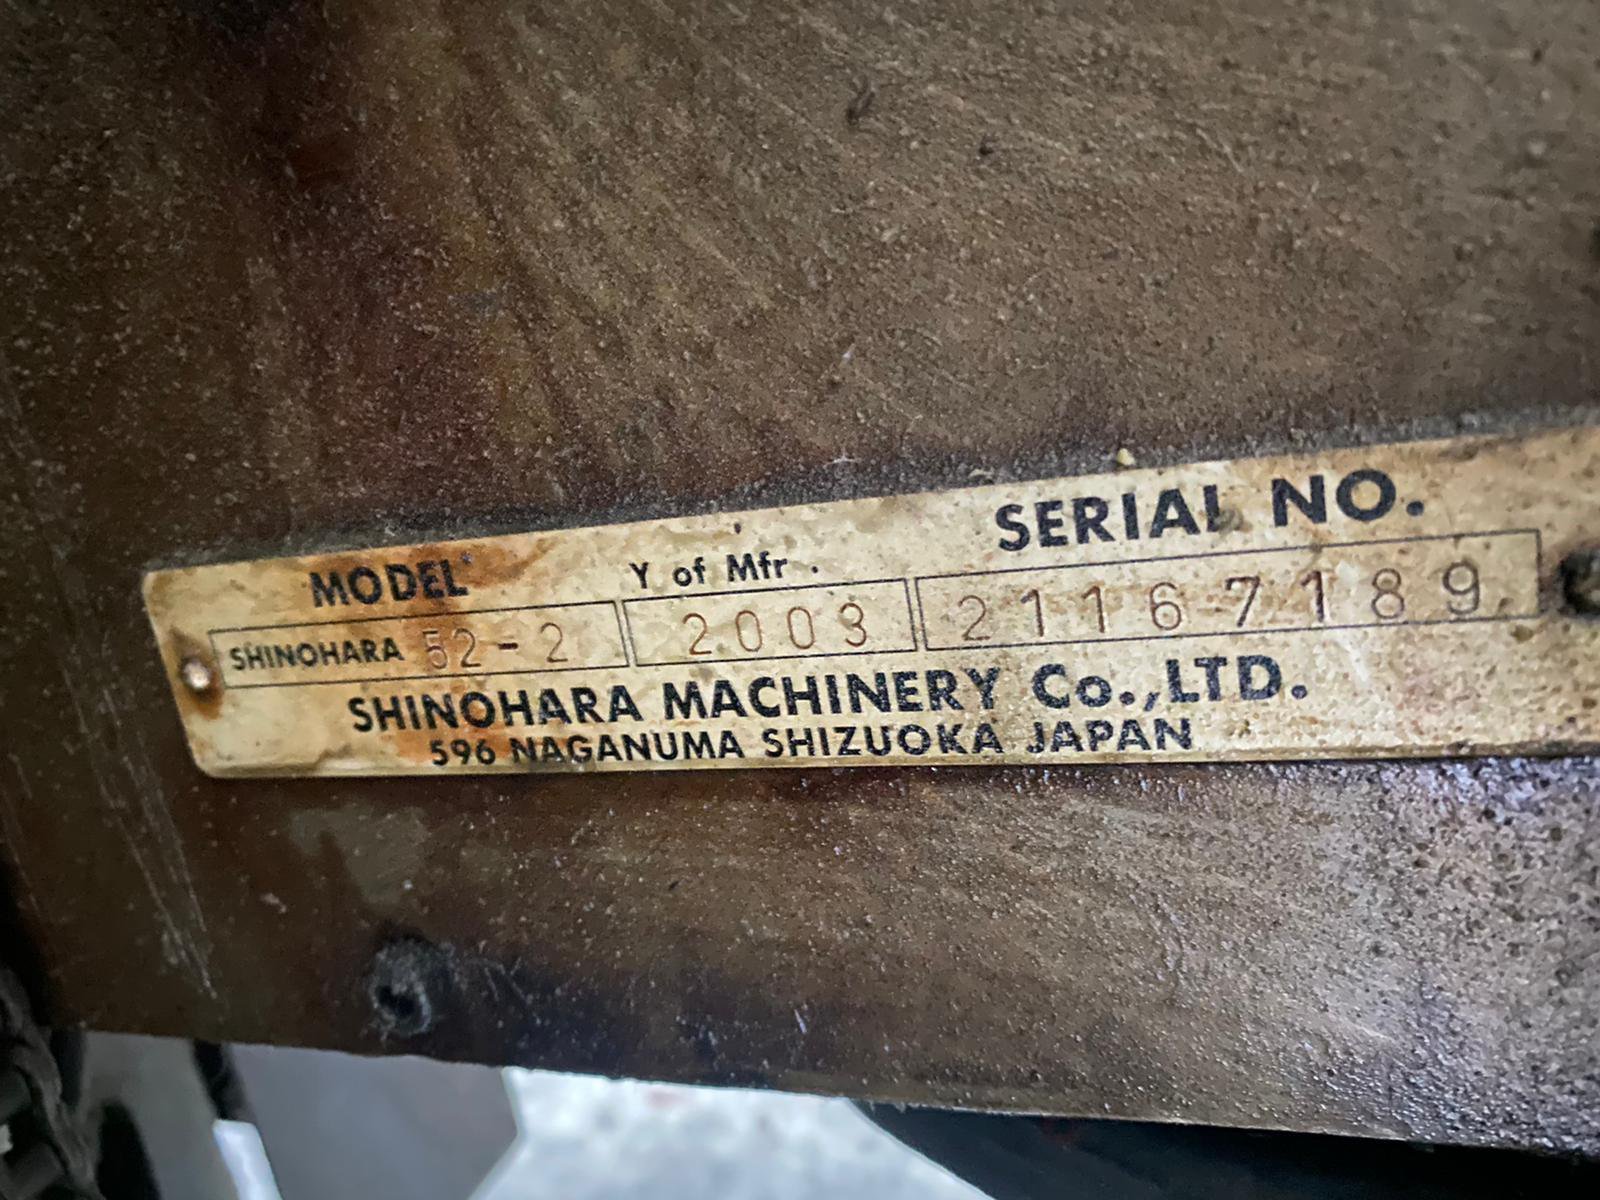 MODEL Y of Mfr. SERIAL NO.
SHINOHARA 52-2 2003 21167189
SHINOHARA MACHINERY Co.,LTD.
596 NAGANUMA SHIZUOKA JAPAN